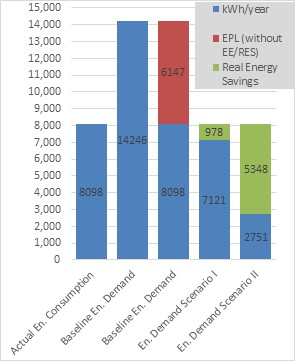 15,000
14,000
13,000
12,000
11,000
10,000
9,000
8,000
7,000
6,000
5,000
4,000
3,000
2,000
1,000
0,000
kWh/year
EPL (without
EE/RES)
Real Energy
Savings
6147
978
5348
8098
14246
8098
7121
2751
Actual En. Consumption
Baseline En. Demand
Baseline En. Demand
En. Demand Scenario I
En. Demand Scenario II